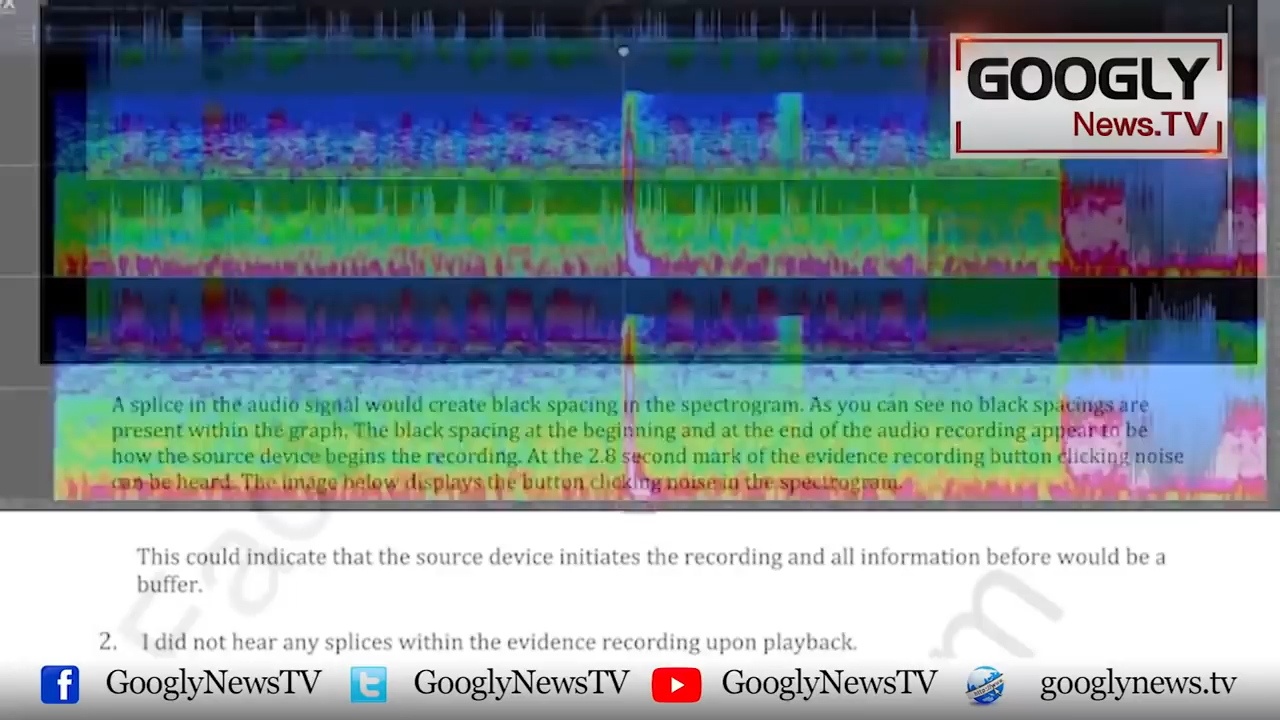 GOOGLY
News.TV
A splice in the audio signal would create black spacing in the spectrogram. As you can see no black spacings are
present within the graph. The black spacing at the beginning and at the end of the audio recording appear to be
how the source device begins the recording. At the 2.8 second mark of the evidence recording button clicking noise
can be heard. The image below displays the button clicking noise in the spectrogram.
This could indicate that the source device initiates the recording and all information before would be a
buffer.
2. I did not hear any splices within the evidence recording upon playback.
GooglyNewsTV GooglyNewsTV GooglyNewsTV googlynews.tv